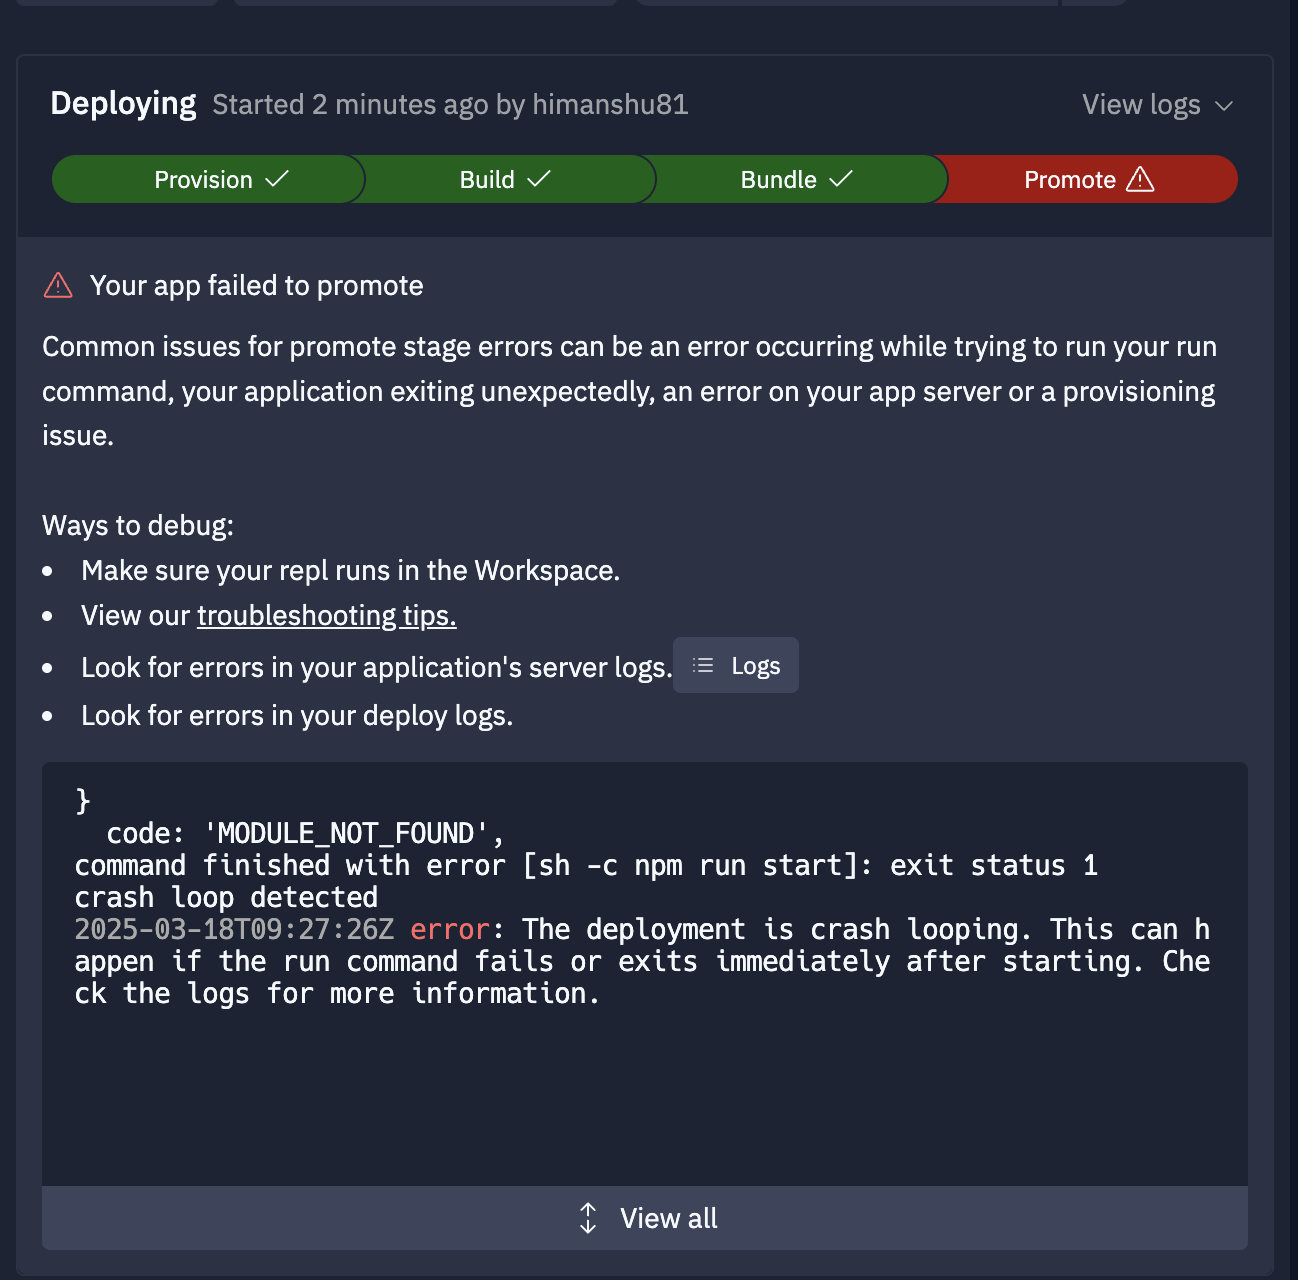 Deploying Started 2 minutes ago by himanshu81 View logs
Provision Build Bundle Promote
Your app failed to promote
Common issues for promote stage errors can be an error occurring while trying to run your run
command, your application exiting unexpectedly, an error on your app server or a provisioning
issue.
Ways to debug:
• Make sure your repl runs in the Workspace.
• View our troubleshooting tips.
• Look for errors in your application's server logs. Logs
• Look for errors in your deploy logs.
}
code: 'MODULE_NOT_FOUND',
command finished with error [sh -c npm run start]: exit status 1
crash loop detected
2025-03-18T09:27:26Z error: The deployment is crash looping. This can h
appen if the run command fails or exits immediately after starting. Che
ck the logs for more information.
View all